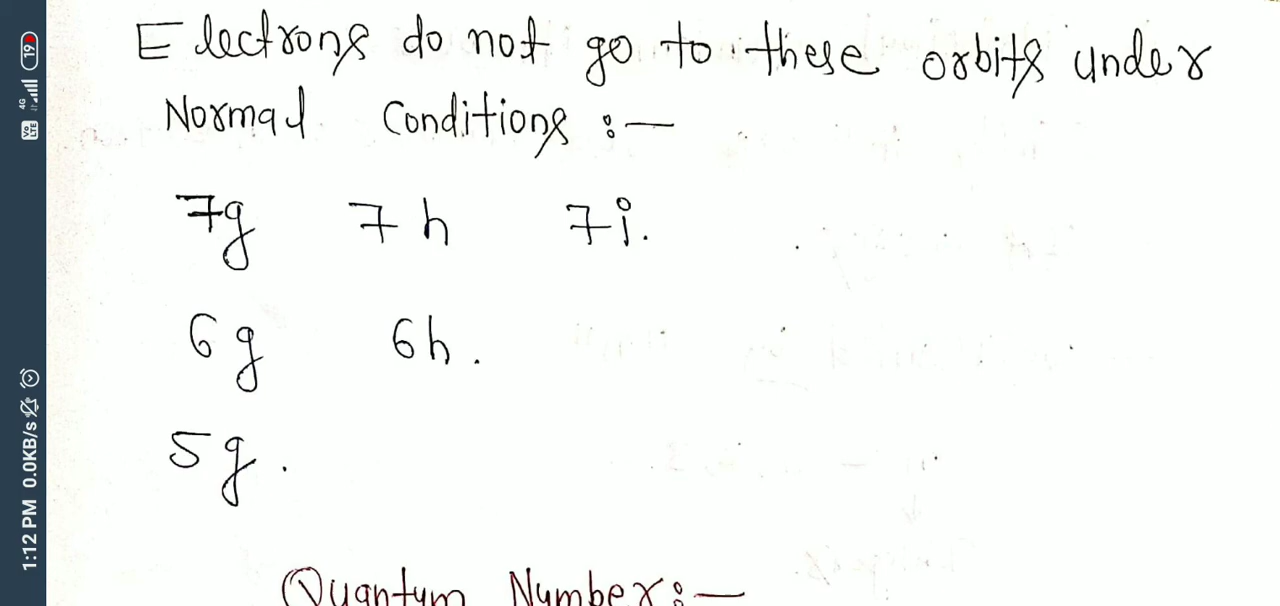 Electrons do not go to these orbits under
Normal Conditions :—
7g 7h 7i.
6g 6h.
5g.
Quantum Number:—
1:12 PM 0.0KB/s 4G 19